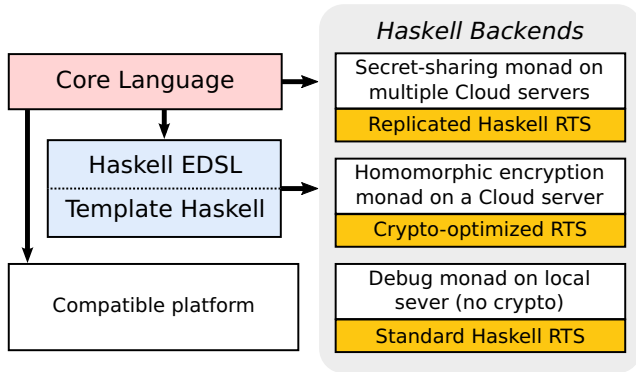 Core Language
Haskell EDSL
Template Haskell
Compatible platform
Haskell Backends
Secret-sharing monad on
multiple Cloud servers
Replicated Haskell RTS
Homomorphic encryption
monad on a Cloud server
Crypto-optimized RTS
Debug monad on local
sever (no crypto)
Standard Haskell RTS